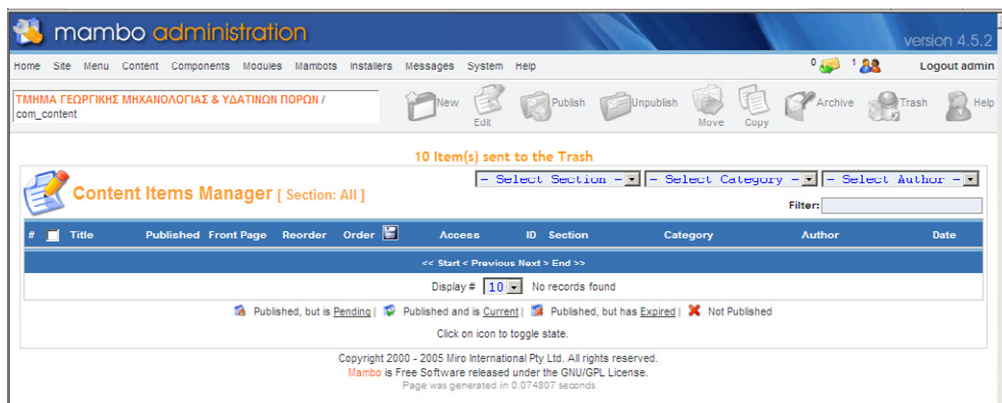 mambo administration
version 4.5.2
Home Site Menu Content Components Modules Mambots Installers Messages System Help 0 1 Logout admin
ΤΜΗΜΑ ΓΕΩΡΓΙΚΗΣ ΜΗΧΑΝΟΛΟΓΙΑΣ & ΥΔΑΤΙΝΩΝ ΠΟΡΩΝ /
com_content
New Edit Publish Unpublish Move Copy Archive Trash Help
10 Item(s) sent to the Trash
Content Items Manager [ Section: All ]
- Select Section - - Select Category - - Select Author -
Filter:
# Title Published Front Page Reorder Order Access ID Section Category Author Date
<< Start < Previous Next > End >>
Display # 10 No records found
Published, but is Pending | Published and is Current | Published, but has Expired | Not Published
Click on icon to toggle state.
Copyright 2000 - 2005 Miro International Pty Ltd. All rights reserved.
Mambo is Free Software released under the GNU/GPL License.
Page was generated in 0.074807 seconds